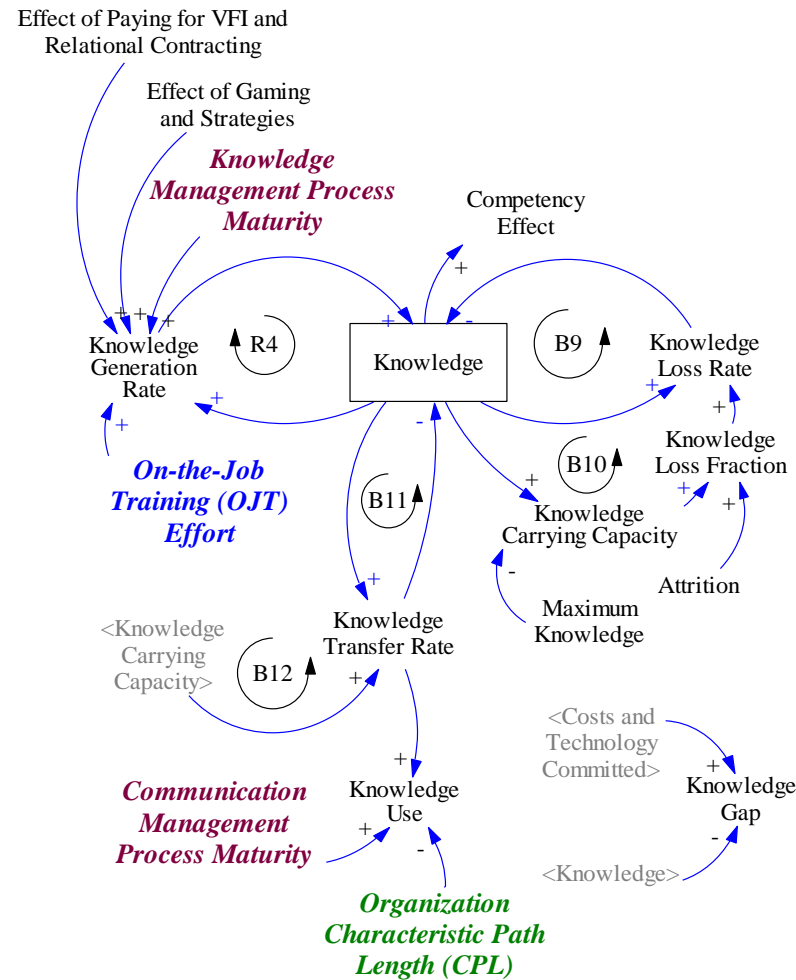 Effect of Paying for VFI and
Relational Contracting
Effect of Gaming
and Strategies
Knowledge
Management Process
Maturity
Competency
Effect
+
+ + +
Knowledge
Generation
Rate
R4
+
-
Knowledge
B9
Knowledge
Loss Rate
+
+
-
+
+
+
On-the-Job
Training (OJT)
Effort
B11
B10
Knowledge
Loss Fraction
+
+
+
Knowledge
Carrying Capacity
-
Attrition
Maximum
Knowledge
+
Knowledge
Transfer Rate
<Knowledge
Carrying
Capacity>
B12
+
<Costs and
Technology
Committed>
+
Knowledge
Gap
-
<Knowledge>
+
Knowledge
Use
+
-
Communication
Management
Process Maturity
Organization
Characteristic Path
Length (CPL)